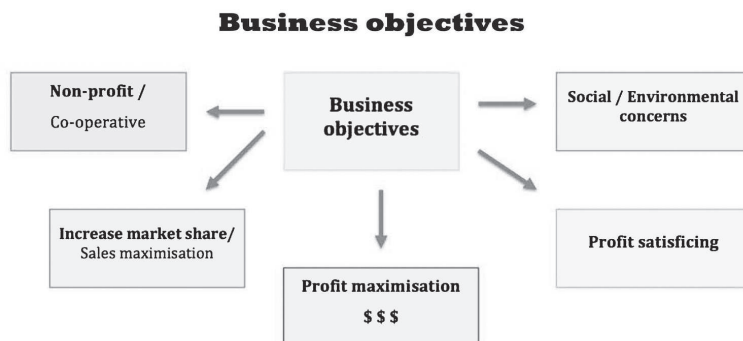 Business objectives
Non-profit /
Co-operative
Business
objectives
Social / Environmental
concerns
Increase market share/
Sales maximisation
Profit maximisation
$ $ $
Profit satisficing